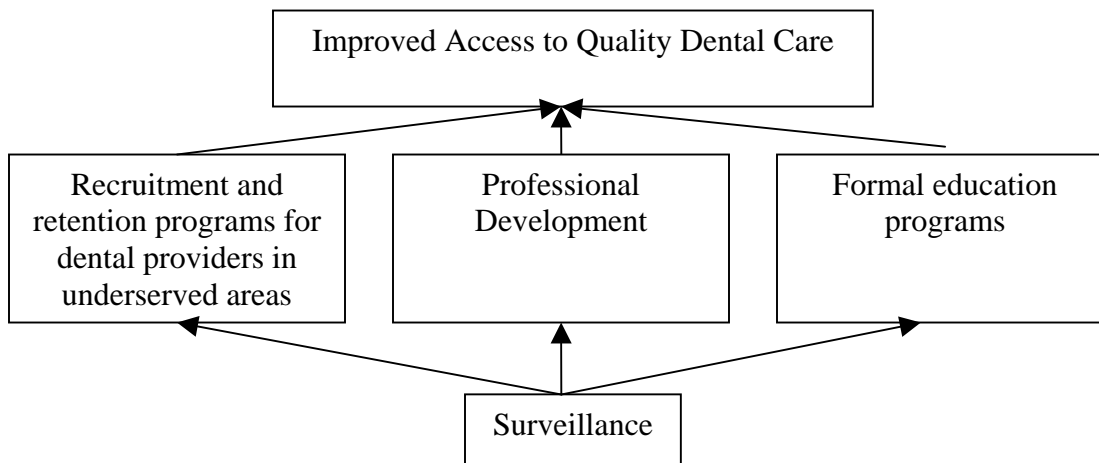 Improved Access to Quality Dental Care
Recruitment and
retention programs for
dental providers in
underserved areas
Professional
Development
Formal education
programs
Surveillance